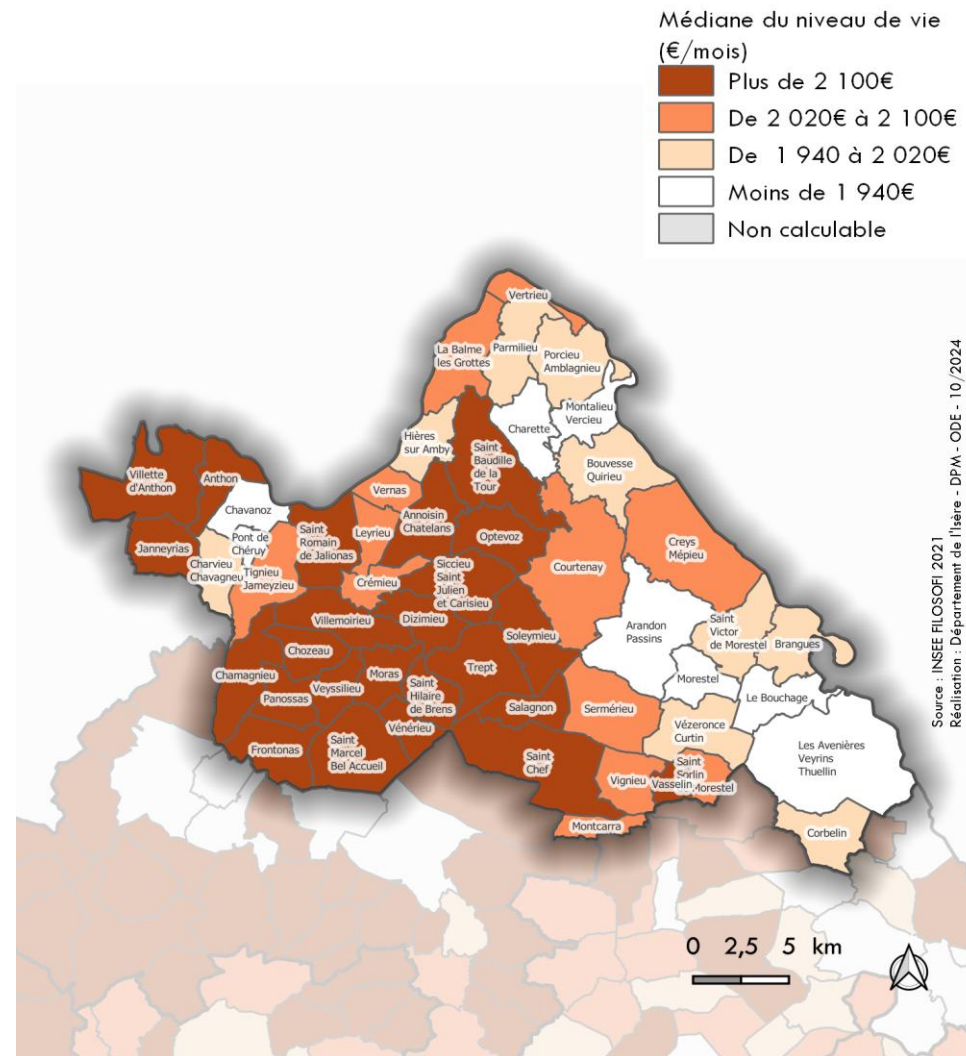 Médiane du niveau de vie
(€/mois)
Plus de 2 100€
De 2 020€ à 2 100€
De 1 940 à 2 020€
Moins de 1 940€
Non calculable
Vertrieu
La Balme
les Grottes
Parmilieu
Porcieu
Amblagnieu
Montalieu
Vercieu
Charette
Hières
sur Amby
Saint
Baudille
de la
Tour
Bouvesse
Quirieu
Villette
d'Anthon
Anthon
Chavanoz
Vernas
Annoisin
Chatelans
Optevoz
Creys
Mépieu
Janneyrias
Pont de
Chéruy
Charvieu
Chavagneu
Tignieu
Jameyzieu
Saint
Romain
de Jalionas
Leyrieu
Crémieu
Siccieu
Saint
Julien
et Carisieu
Courtenay
Villemoirieu
Dizimieu
Soleymieu
Arandon
Passins
Saint
Victor
de Morestel
Brangues
Chozeau
Chamagnieu
Moras
Trept
Morestel
Panossas
Veyssilieu
Saint
Hilaire
de Brens
Salagnon
Sermérieu
Le Bouchage
Vénérieu
Vézeronce
Curtin
Frontonas
Saint
Marcel
Bel Accueil
Saint
Chef
Vignieu
Vasselin
Saint
Sorlin
Morestel
Les Avenières
Veyrins
Thuellin
Montcarra
Corbelin
0 2,5 5 km
Source : INSEE FILOSOFI 2021
Réalisation : Département de l'Isère - DPM - ODE - 10/2024